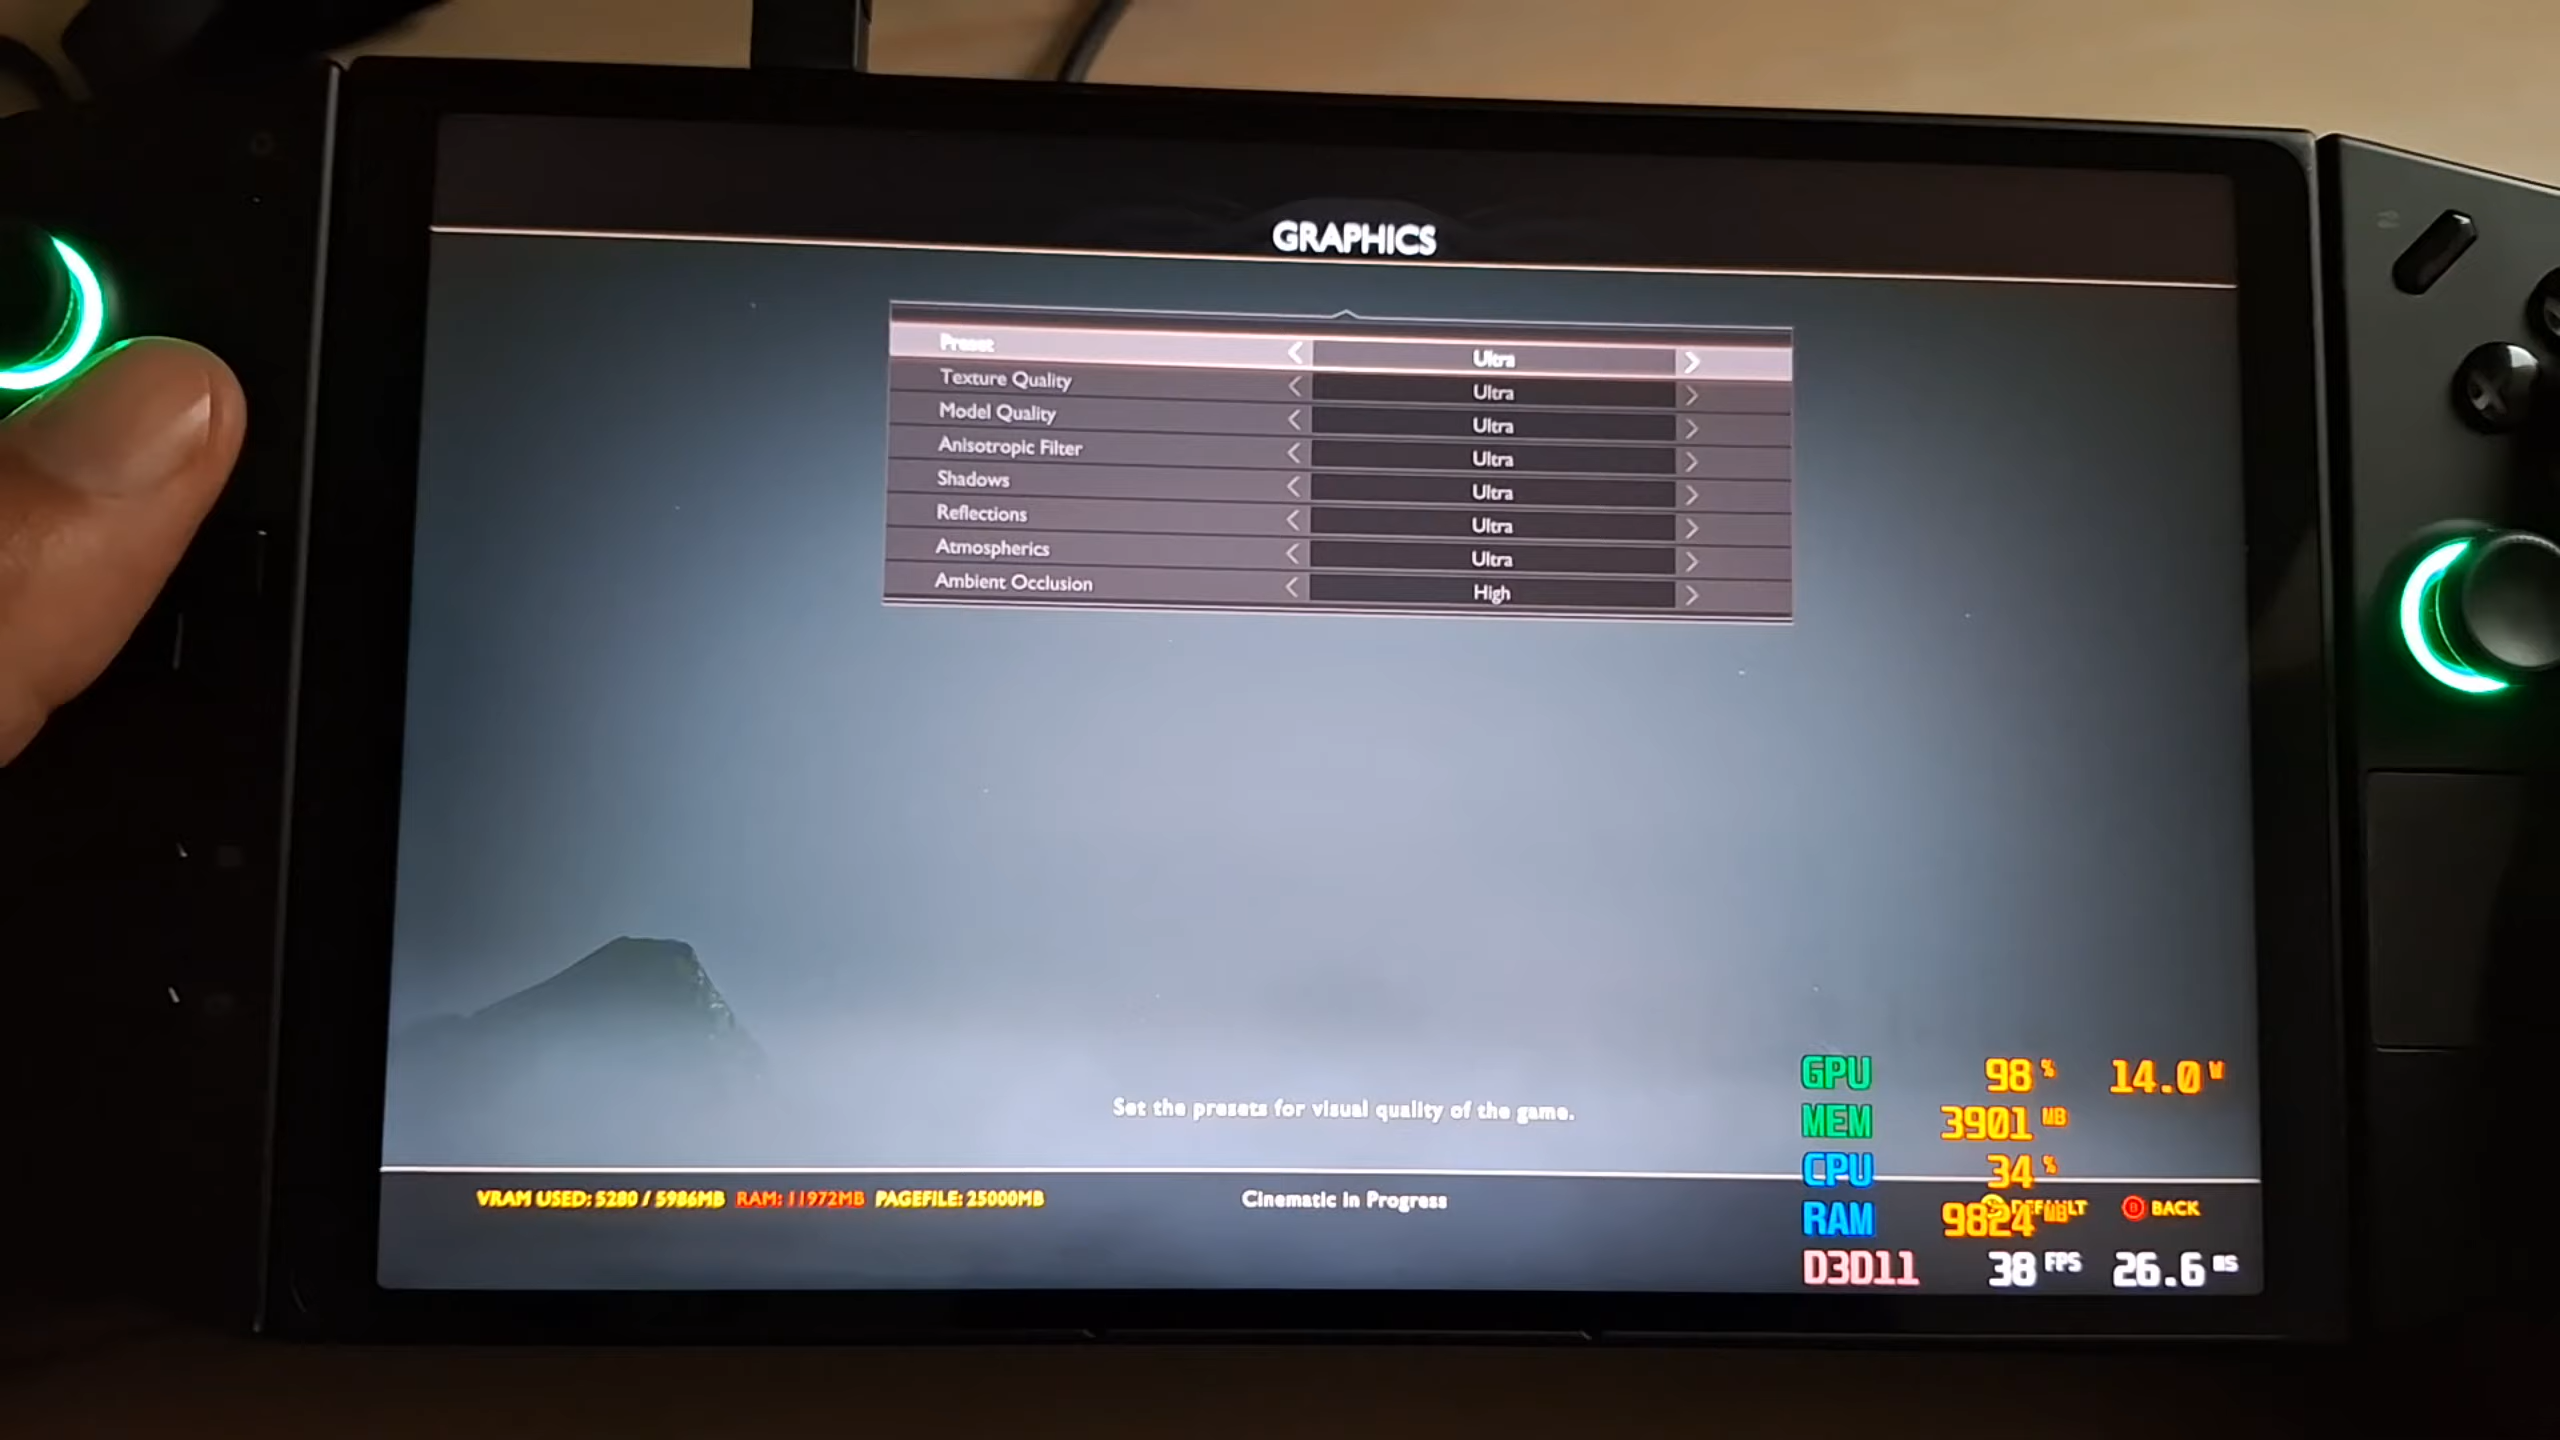 GRAPHICS
Preset Ultra
Texture Quality Ultra
Model Quality Ultra
Anisotropic Filter Ultra
Shadows Ultra
Reflections Ultra
Atmospherics Ultra
Ambient Occlusion High
Set the presets for visual quality of the game.
GPU 98 % 14.0 W
MEM 3901 MB
CPU 34 %
VRAM USED: 5280 / 5986MB RAM: 11972MB PAGEFILE: 25000MB Cinematic in Progress
RAM 9824 MB DEFAULT B BACK
D3D11 38 FPS 26.6 ms